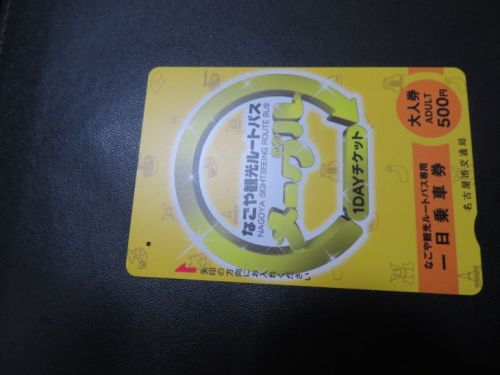 なごや観光ルートバス
NAGOYA SIGHTSEEING ROUTE BUS
メーグル
1DAYチケット
大人券
ADULT
500円
なごや観光ルートバス専用
一日乗車券
名古屋市交通局
矢印の方向にお入れください